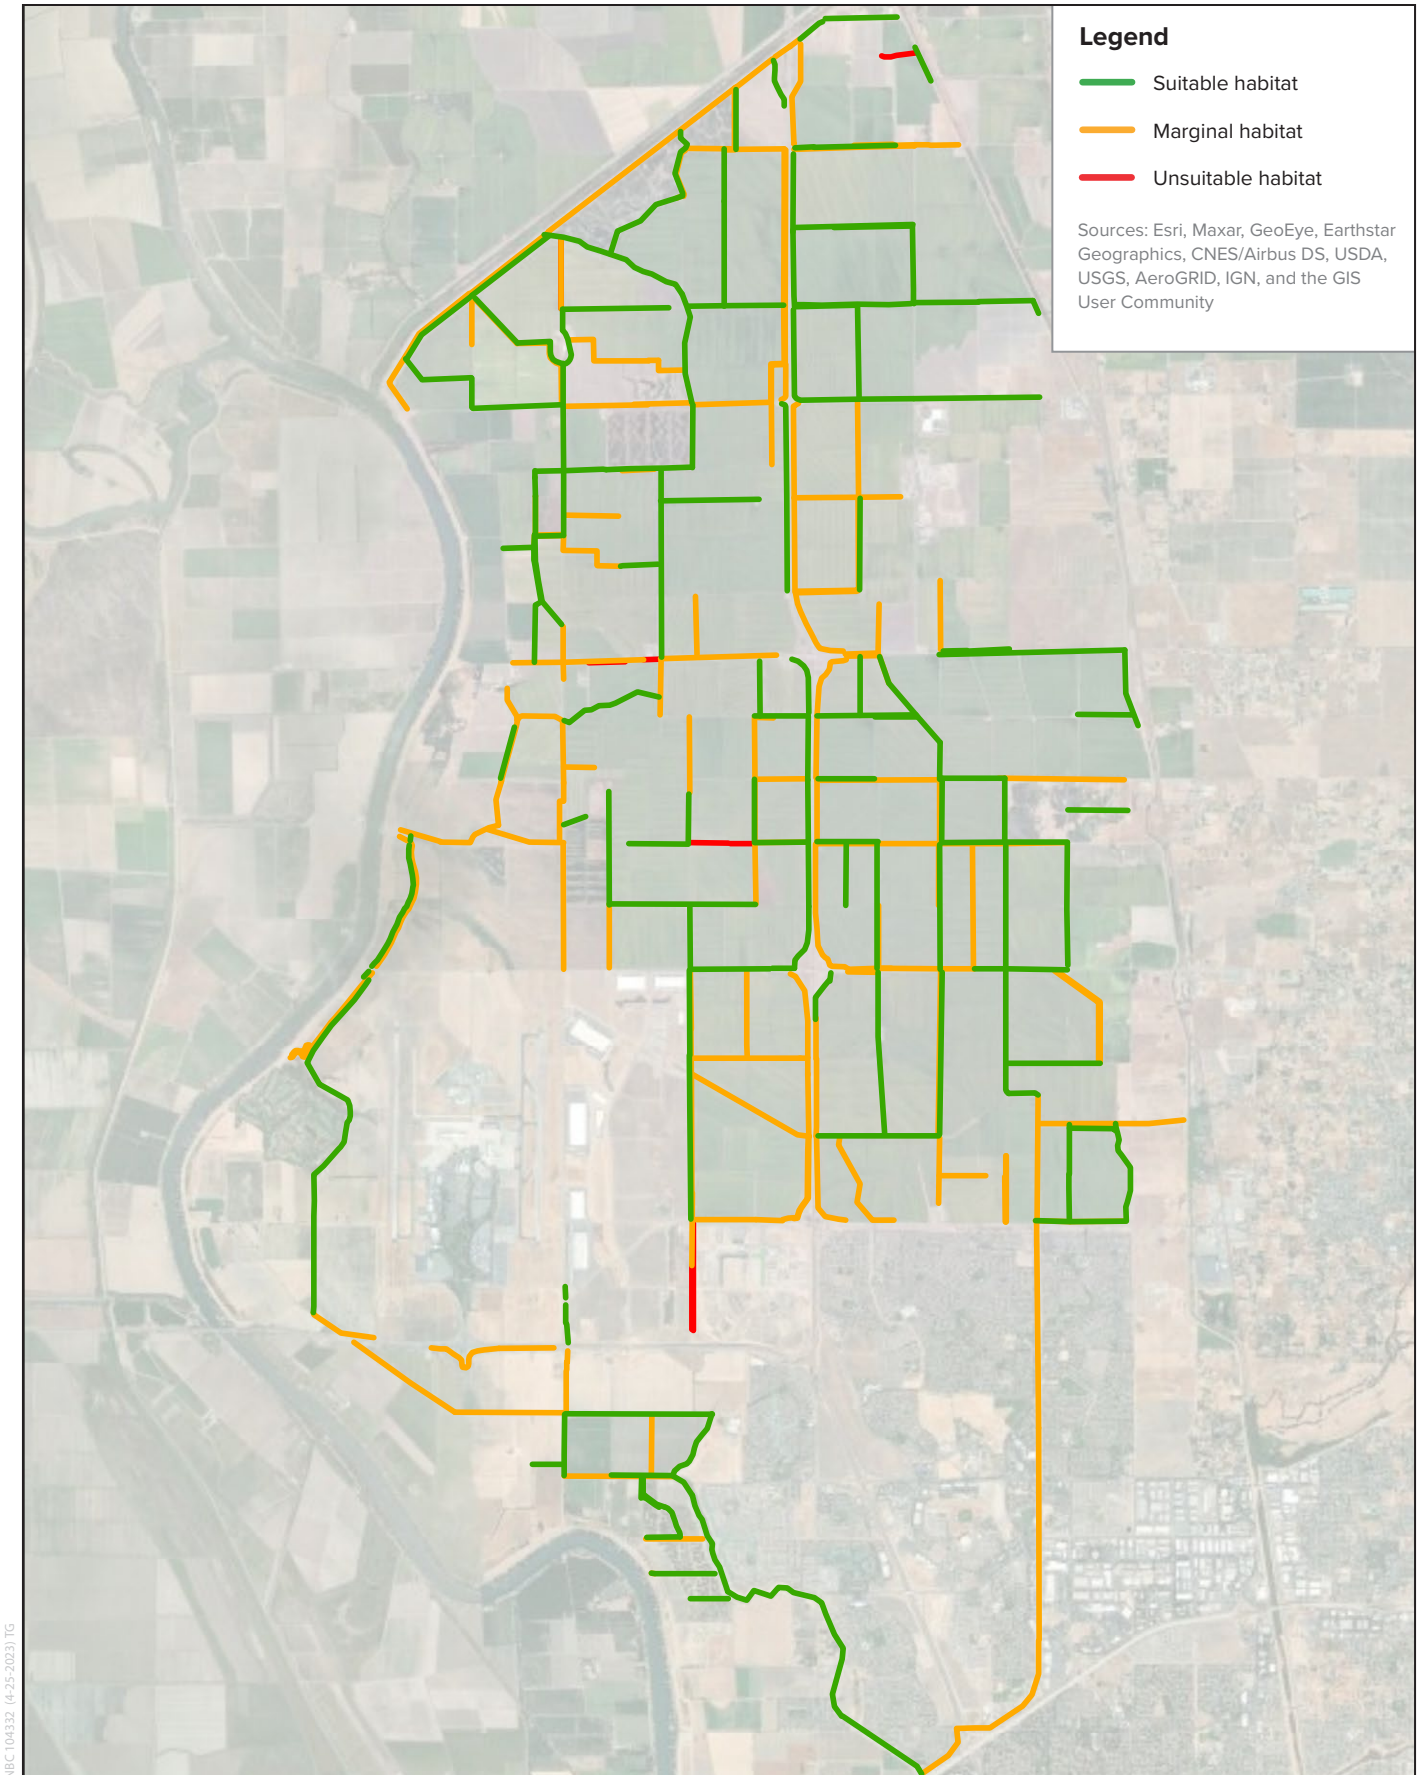 Legend
Suitable habitat
Marginal habitat
Unsuitable habitat
Sources: Esri, Maxar, GeoEye, Earthstar
Geographics, CNES/Airbus DS, USDA,
USGS, AeroGRID, IGN, and the GIS
User Community
104332 (4-25-2023) TG